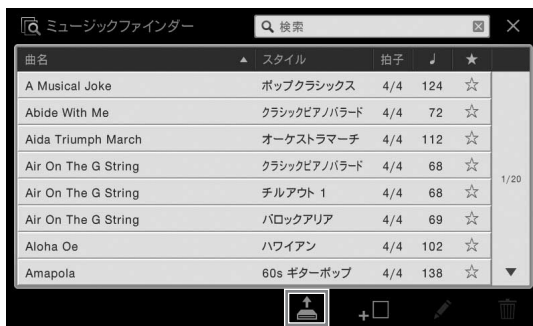 ミュージックファインダー 検索
曲名 スタイル 拍子 ♩ ★
A Musical Joke ポップクラシックス 4/4 124 ☆
Abide With Me クラシックピアノバラード 4/4 72 ☆
Aida Triumph March オーケストラマーチ 4/4 112 ☆
Air On The G String クラシックピアノバラード 4/4 68 ☆
Air On The G String チルアウト 1 4/4 68 ☆
Air On The G String バロックアリア 4/4 69 ☆
Aloha Oe ハワイアン 4/4 102 ☆
Amapola 60s ギターポップ 4/4 138 ☆
1/20